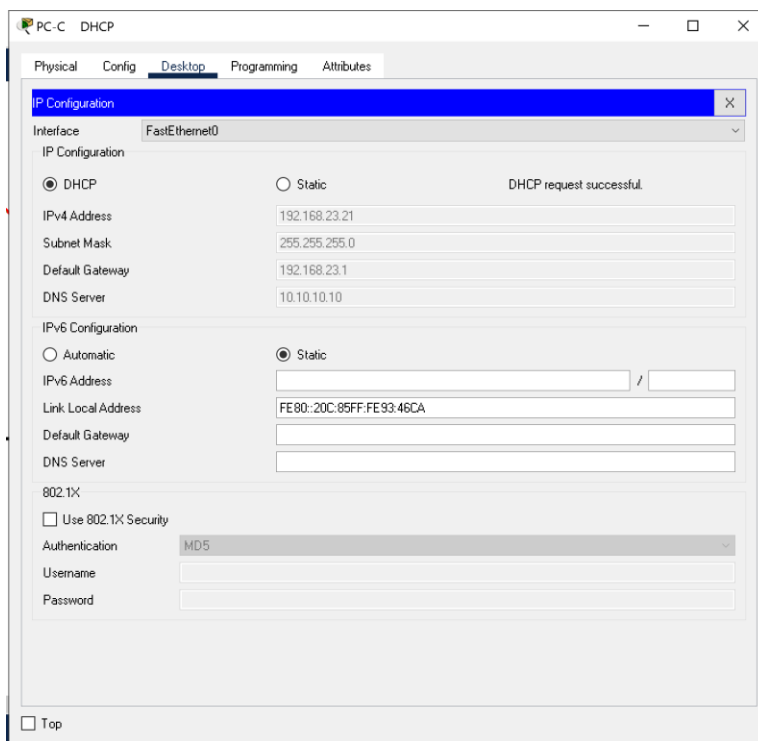 PC-C DHCP
Physical Config Desktop Programming Attributes
IP Configuration X
Interface FastEthernet0
IP Configuration
DHCP Static DHCP request successful.
IPv4 Address 192.168.23.21
Subnet Mask 255.255.255.0
Default Gateway 192.168.23.1
DNS Server 10.10.10.10
IPv6 Configuration
Automatic Static
IPv6 Address /
Link Local Address FE80::20C:85FF:FE93:46CA
Default Gateway
DNS Server
802.1X
Use 802.1X Security
Authentication MD5
Username
Password
Top